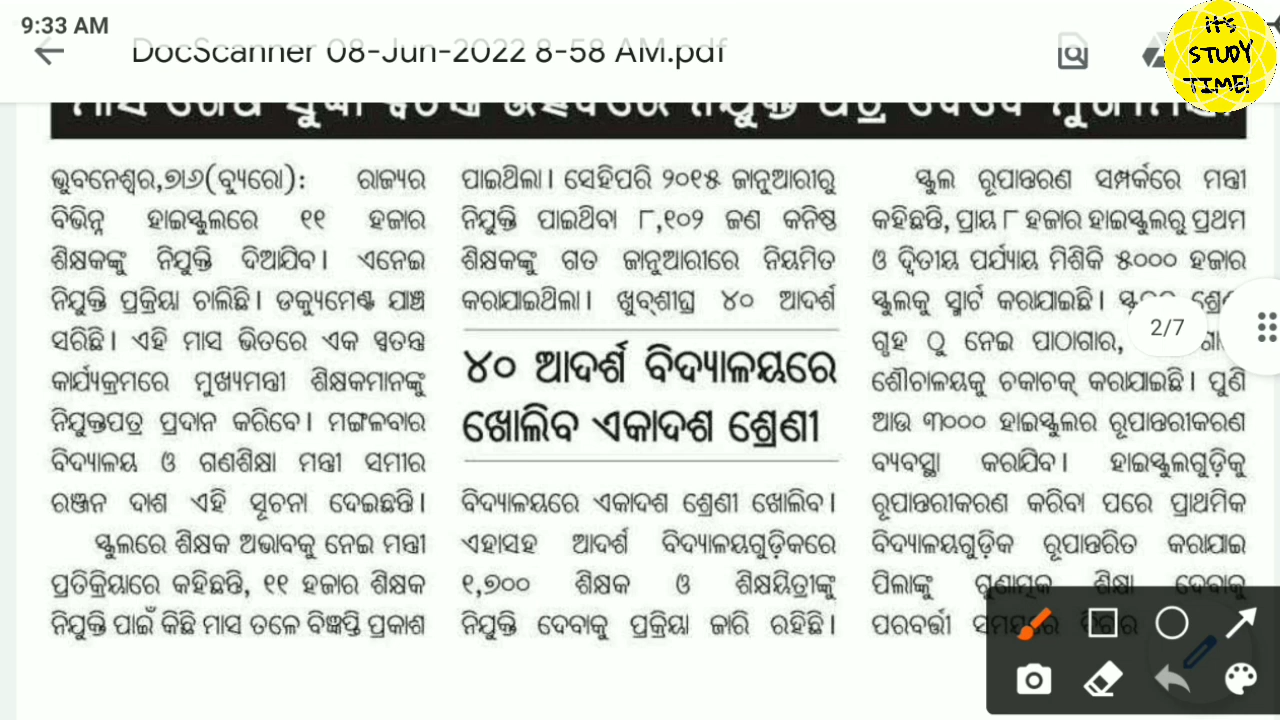 9:33 AM
DocScanner 08-Jun-2022 8-58 AM.pdf
IT'S
STUDY
TIME!
ଭୁବନେଶ୍ୱର,୭ା୬(ବ୍ୟୁରୋ): ରାଜ୍ୟର
ବିଭିନ୍ନ ହାଇସ୍କୁଲରେ ୧୧ ହଜାର
ଶିକ୍ଷକଙ୍କୁ ନିଯୁକ୍ତି ଦିଆଯିବ। ଏନେଇ
ନିଯୁକ୍ତି ପ୍ରକ୍ରିୟା ଚାଲିଛି। ଡକ୍ୟୁମେଣ୍ଟ ଯାଞ୍ଚ
ସରିଛି। ଏହି ମାସ ଭିତରେ ଏକ ସ୍ୱତନ୍ତ୍ର
କାର୍ଯ୍ୟକ୍ରମରେ ମୁଖ୍ୟମନ୍ତ୍ରୀ ଶିକ୍ଷକମାନଙ୍କୁ
ନିଯୁକ୍ତପତ୍ର ପ୍ରଦାନ କରିବେ। ମଙ୍ଗଳବାର
ବିଦ୍ୟାଳୟ ଓ ଗଣଶିକ୍ଷା ମନ୍ତ୍ରୀ ସମୀର
ରଞ୍ଜନ ଦାଶ ଏହି ସୂଚନା ଦେଇଛନ୍ତି।
ସ୍କୁଲରେ ଶିକ୍ଷକ ଅଭାବକୁ ନେଇ ମନ୍ତ୍ରୀ
ପ୍ରତିକ୍ରିୟାରେ କହିଛନ୍ତି, ୧୧ ହଜାର ଶିକ୍ଷକ
ନିଯୁକ୍ତି ପାଇଁ କିଛି ମାସ ତଳେ ବିଜ୍ଞପ୍ତି ପ୍ରକାଶ
ପାଇଥିଲା। ସେହିପରି ୨୦୧୫ ଜାନୁଆରୀରୁ
ନିଯୁକ୍ତି ପାଇଥିବା ୮,୧୦୨ ଜଣ କନିଷ୍ଠ
ଶିକ୍ଷକଙ୍କୁ ଗତ ଜାନୁଆରୀରେ ନିୟମିତ
କରାଯାଇଥିଲା। ଖୁବ୍‌ଶୀଘ୍ର ୪୦ ଆଦର୍ଶ
୪୦ ଆଦର୍ଶ ବିଦ୍ୟାଳୟରେ
ଖୋଲିବ ଏକାଦଶ ଶ୍ରେଣୀ
ବିଦ୍ୟାଳୟରେ ଏକାଦଶ ଶ୍ରେଣୀ ଖୋଲିବ।
ଏହାସହ ଆଦର୍ଶ ବିଦ୍ୟାଳୟଗୁଡ଼ିକରେ
୧,୭୦୦ ଶିକ୍ଷକ ଓ ଶିକ୍ଷୟିତ୍ରୀଙ୍କୁ
ନିଯୁକ୍ତି ଦେବାକୁ ପ୍ରକ୍ରିୟା ଜାରି ରହିଛି।
ସ୍କୁଲ ରୂପାନ୍ତରଣ ସମ୍ପର୍କରେ ମନ୍ତ୍ରୀ
କହିଛନ୍ତି, ପ୍ରାୟ ୮ ହଜାର ହାଇସ୍କୁଲରୁ ପ୍ରଥମ
ଓ ଦ୍ୱିତୀୟ ପର୍ଯ୍ୟାୟ ମିଶିକି ୫୦୦୦ ହଜାର
ସ୍କୁଲକୁ ସ୍ମାର୍ଟ କରାଯାଇଛି।
ଗୃହ ଠୁ ନେଇ ପାଠାଗାର,
ଶୌଚାଳୟକୁ ଚକାଚକ୍ କରାଯାଇଛି। ପୁଣି
ଆଉ ୩୦୦୦ ହାଇସ୍କୁଲର ରୂପାନ୍ତରୀକରଣ
ବ୍ୟବସ୍ଥା କରାଯିବ। ହାଇସ୍କୁଲଗୁଡ଼ିକୁ
ରୂପାନ୍ତରୀକରଣ କରିବା ପରେ ପ୍ରାଥମିକ
ବିଦ୍ୟାଳୟଗୁଡ଼ିକ ରୂପାନ୍ତରିତ କରାଯାଇ
ପିଲାଙ୍କୁ ଗୁଣାତ୍ମକ ଶିକ୍ଷା ଦେବାକୁ
ପରବର୍ତ୍ତୀ ସମୟରେ
2/7